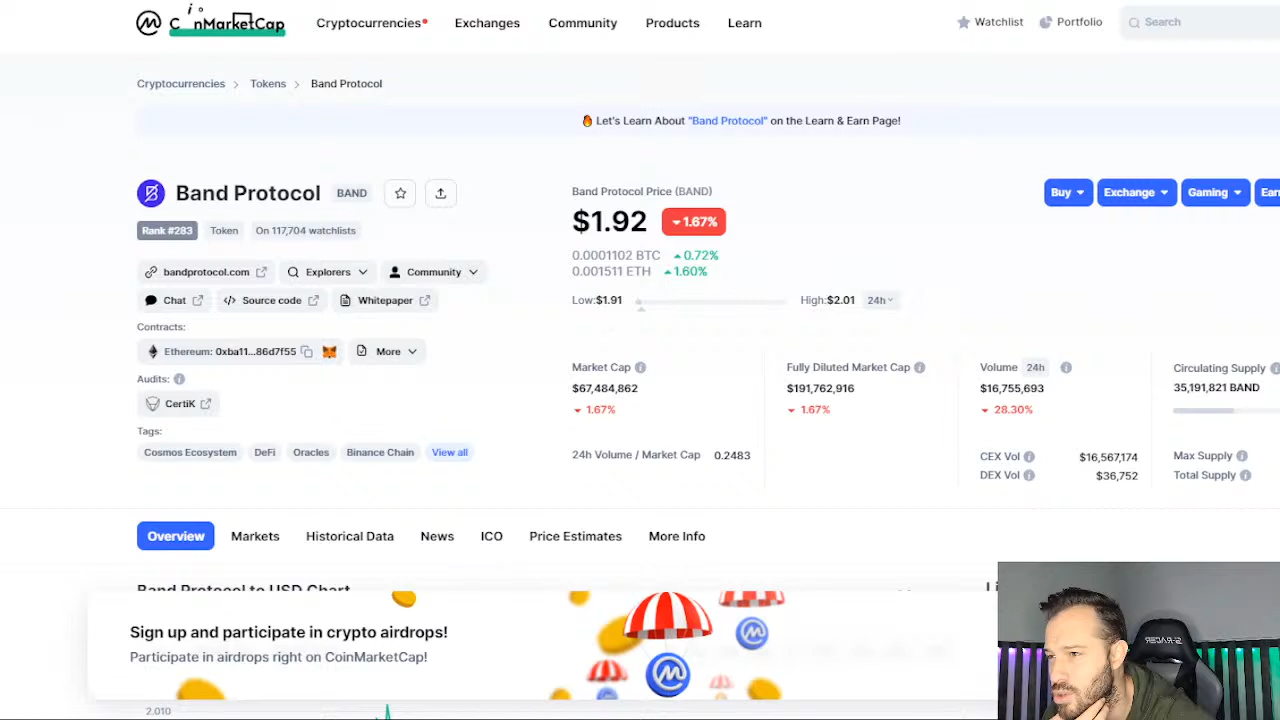 CoinMarketCap
Cryptocurrencies
Exchanges
Community
Products
Learn
Watchlist
Portfolio
Search
Cryptocurrencies > Tokens > Band Protocol
Let's Learn About "Band Protocol" on the Learn & Earn Page!
Band Protocol BAND
Rank #283
Token
On 117,704 watchlists
bandprotocol.com
Explorers
Community
Chat
Source code
Whitepaper
Contracts:
Ethereum: 0xba11...86d7f55
More
Audits:
CertiK
Tags:
Cosmos Ecosystem
DeFi
Oracles
Binance Chain
View all
Band Protocol Price (BAND)
$1.92 1.67%
0.0001102 BTC 0.72%
0.001511 ETH 1.60%
Low:$1.91
High:$2.01
24h
Buy
Exchange
Gaming
Market Cap
$67,484,862
1.67%
24h Volume / Market Cap 0.2483
Fully Diluted Market Cap
$191,762,916
1.67%
Volume 24h
$16,755,693
28.30%
CEX Vol $16,567,174
DEX Vol $36,752
Circulating Supply
35,191,821 BAND
Max Supply
Total Supply
Overview
Markets
Historical Data
News
ICO
Price Estimates
More Info
Band Protocol to USD Chart
Sign up and participate in crypto airdrops!
Participate in airdrops right on CoinMarketCap!
2.010